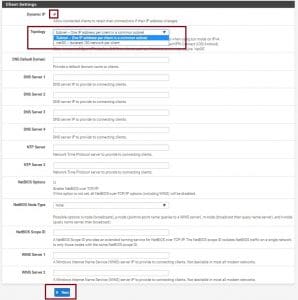 Client Settings
Dynamic IP
Allow connected clients to retain their connections if their IP address changes.
Topology
Subnet -- One IP address per client in a common subnet
Subnet -- One IP address per client in a common subnet
net30 -- Isolated /30 network per client
DNS Default Domain
Provide a default domain name to clients.
DNS Server 1
DNS server IP to provide to connecting clients.
DNS Server 2
DNS server IP to provide to connecting clients.
DNS Server 3
DNS server IP to provide to connecting clients.
DNS Server 4
DNS server IP to provide to connecting clients.
NTP Server
Network Time Protocol server to provide to connecting clients.
NTP Server 2
Network Time Protocol server to provide to connecting clients.
NetBIOS Options
Enable NetBIOS over TCP/IP.
If this option is not set, all NetBIOS-over-TCP/IP options (including WINS) will be disabled.
NetBIOS Node Type
none
Possible options: b-node (broadcasts), p-node (point-to-point name queries to a WINS server), m-node (broadcast then query name server), and h-node (query name server then broadcast).
NetBIOS Scope ID
A NetBIOS Scope ID provides an extended naming service for NetBIOS over TCP/IP. The NetBIOS scope ID isolates NetBIOS traffic on a single network to only those nodes with the same NetBIOS scope ID.
WINS Server 1
A Windows Internet Name Service (WINS) server IP to provide to connecting clients. Not desirable in most all modern networks.
WINS Server 2
A Windows Internet Name Service (WINS) server IP to provide to connecting clients. Not desirable in most all modern networks.
Next